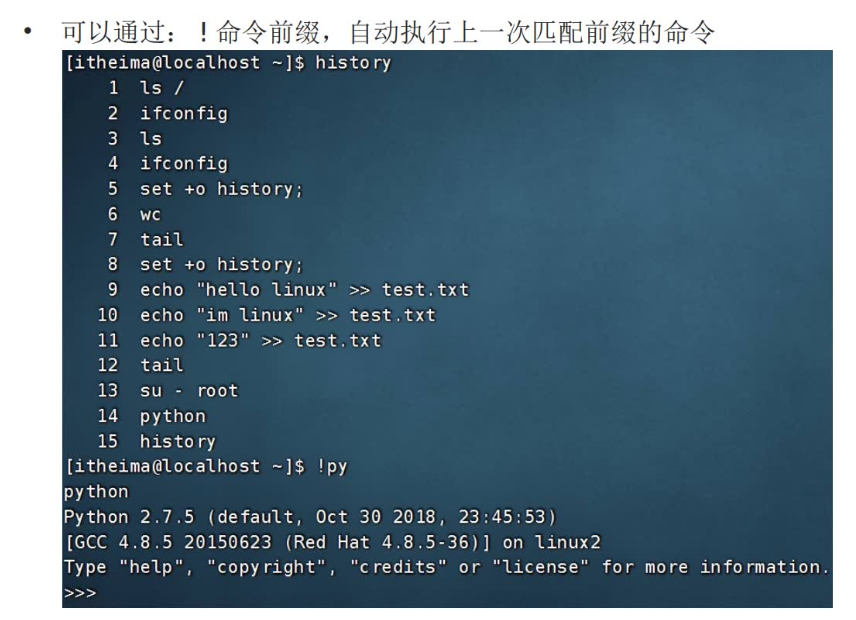 • 可以通过：！命令前缀，自动执行上一次匹配前缀的命令
[itheima@localhost ~]$ history
    1  ls /
    2  ifconfig
    3  ls
    4  ifconfig
    5  set +o history;
    6  wc
    7  tail
    8  set +o history;
    9  echo "hello linux" >> test.txt
   10  echo "im linux" >> test.txt
   11  echo "123" >> test.txt
   12  tail
   13  su - root
   14  python
   15  history
[itheima@localhost ~]$ !py
python
Python 2.7.5 (default, Oct 30 2018, 23:45:53)
[GCC 4.8.5 20150623 (Red Hat 4.8.5-36)] on linux2
Type "help", "copyright", "credits" or "license" for more information.
>>>